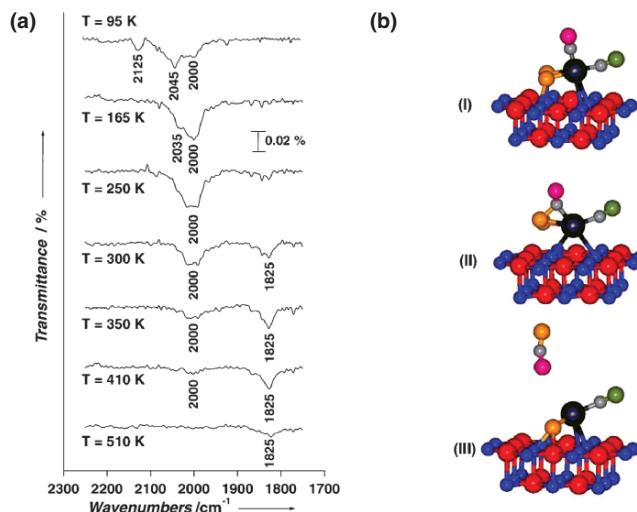 (a)
T = 95 K
2125
2045
2000
T = 165 K
2035
2000
0.02 %
T = 250 K
2000
T = 300 K
2000
1825
T = 350 K
2000
1825
T = 410 K
2000
1825
T = 510 K
1825
Transmittance / %
2300 2100 2000 1900 1800 1700
Wavenumbers /cm⁻¹
(b)
(I)
(II)
(III)